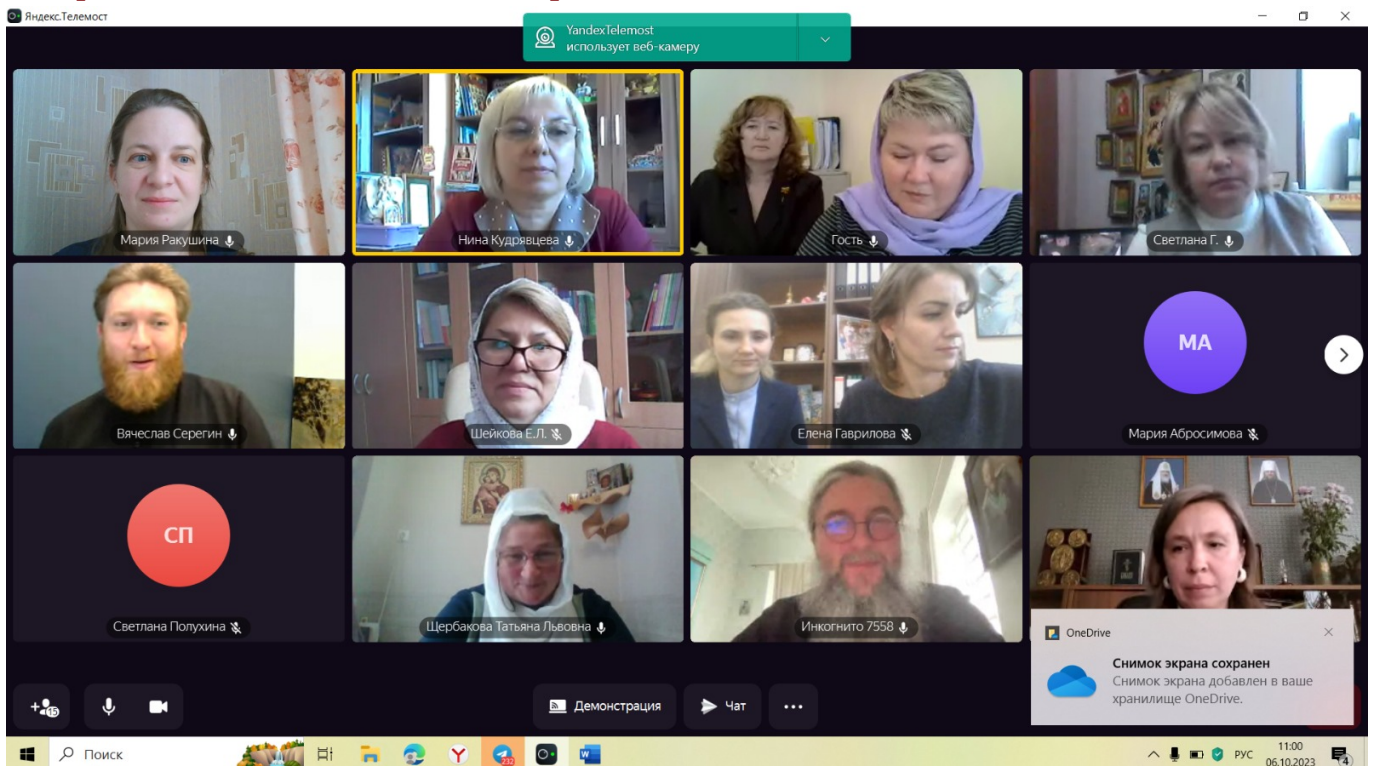 Яндекс.Телемост
YandexTelemost
использует веб-камеру
Мария Ракушина
Нина Кудрявцева
Гость
Светлана Г.
Вячеслав Серегин
Шейкова Е.Л.
Елена Гаврилова
МА
Мария Абросимова
СП
Светлана Полухина
Щербакова Татьяна Львовна
Инкогнито 7558
OneDrive
Снимок экрана сохранен
Снимок экрана добавлен в ваше
хранилище OneDrive.
15
Демонстрация
Чат
Поиск
232
РУС
11:00
06.10.2023
4